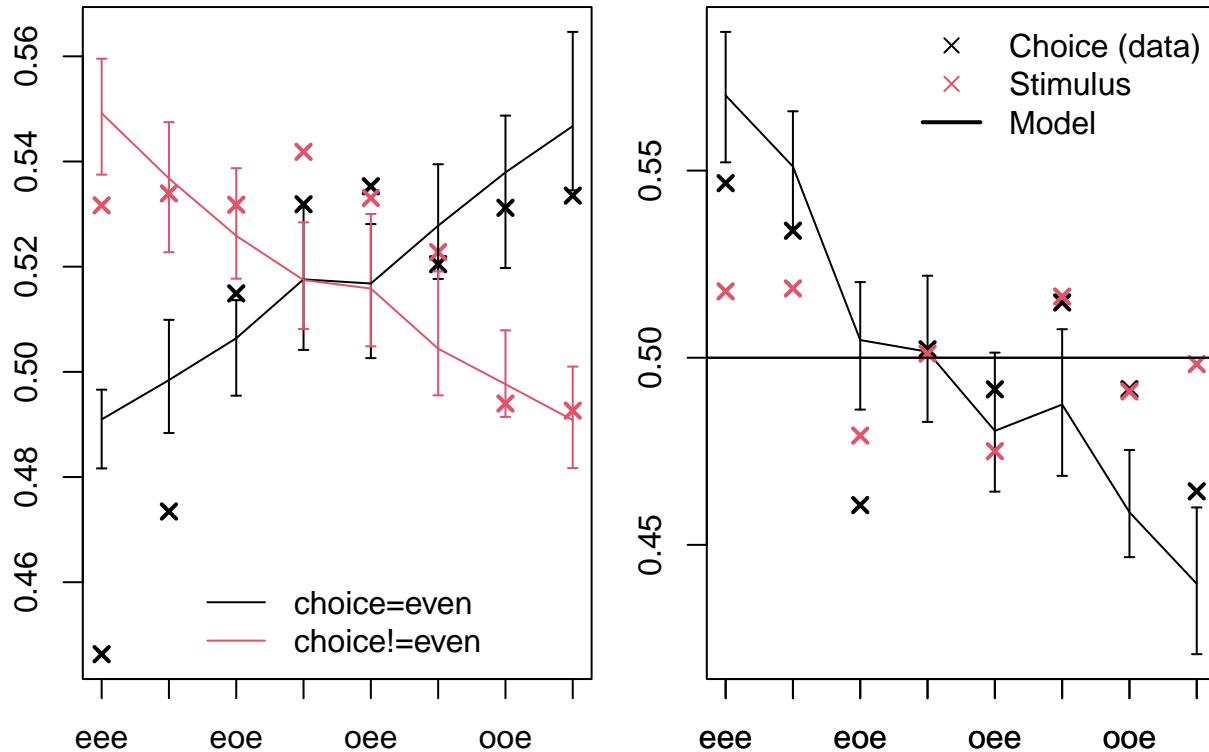 0.56
0.54
0.52
0.50
0.48
0.46
choice=even
choice!=even
eee
eoe
oee
ooe
Choice (data)
Stimulus
Model
0.55
0.50
0.45
eee
eoe
oee
ooe